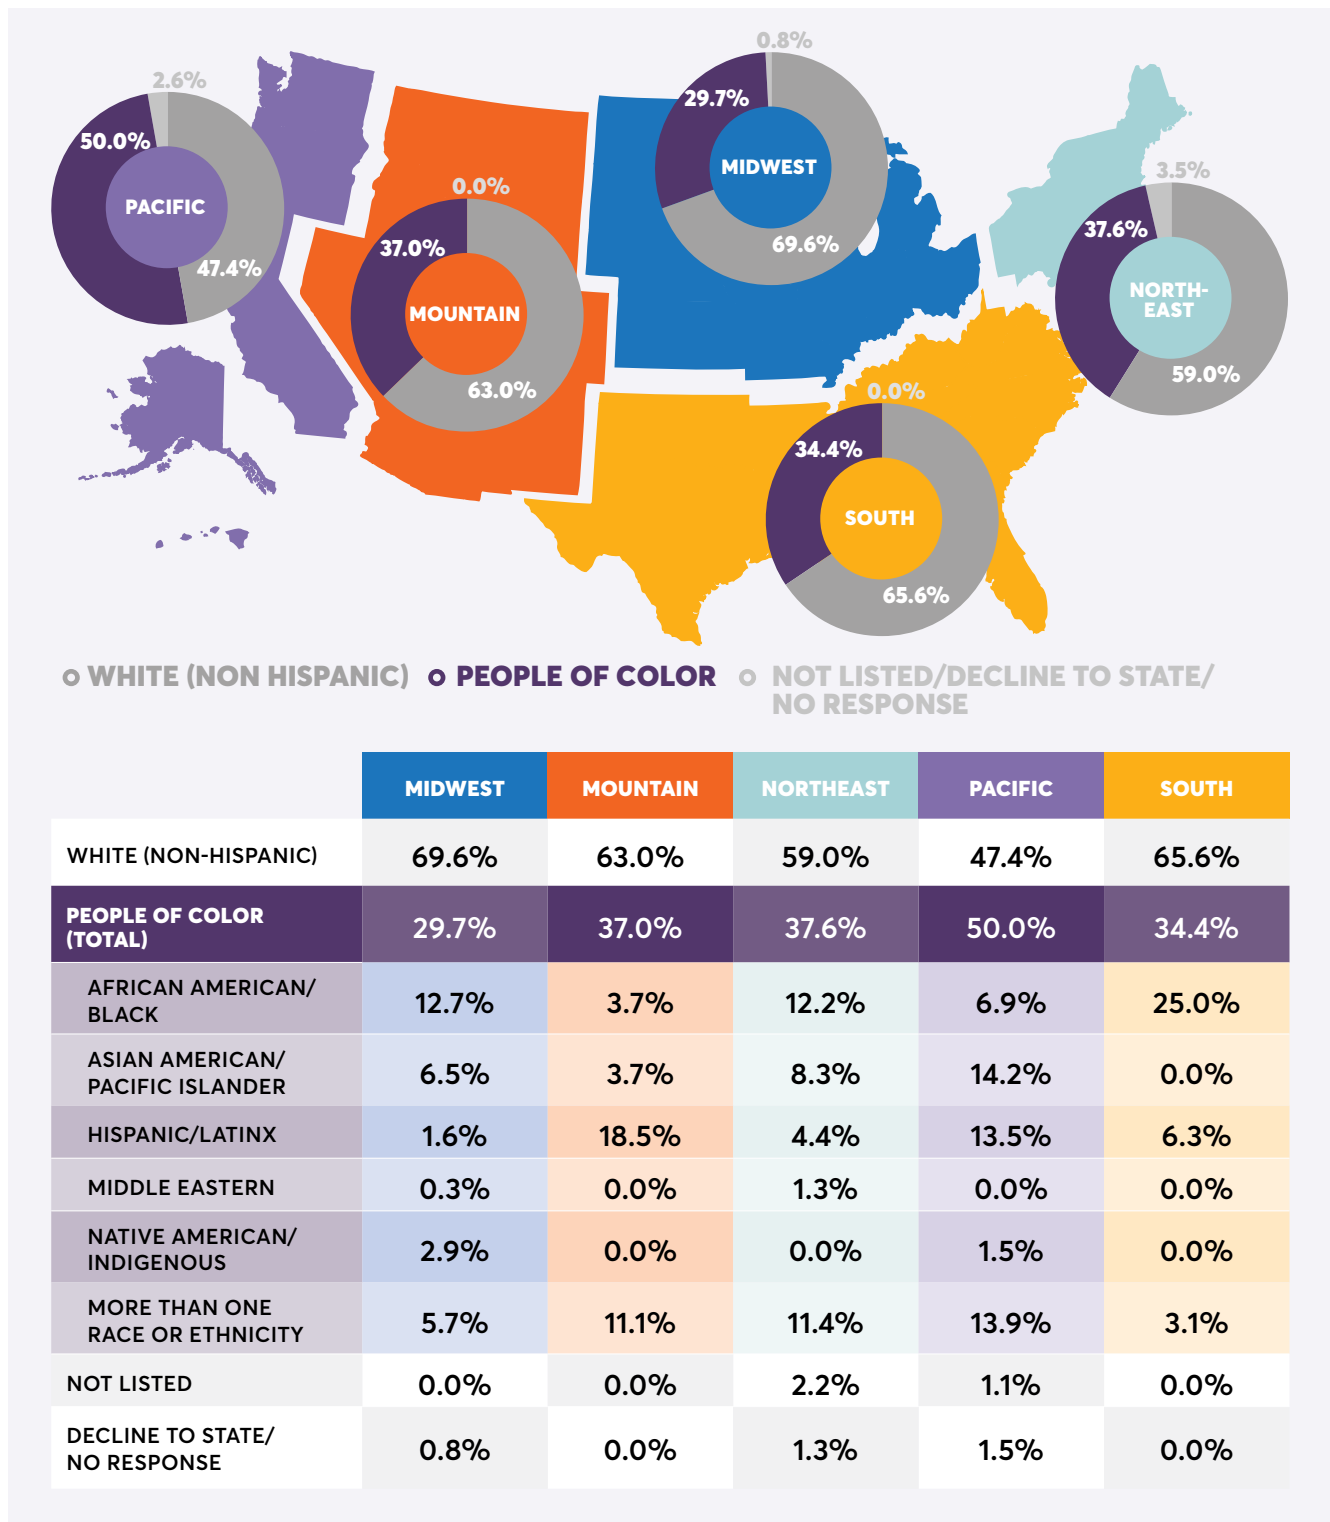 0.8%
2.6%
29.7%
50.0%
MIDWEST
3.5%
0.0%
PACIFIC
37.6%
37.0%
69.6%
47.4%
NORTH-
EAST
MOUNTAIN
59.0%
63.0%
0.0%
34.4%
SOUTH
65.6%
WHITE (NON HISPANIC) PEOPLE OF COLOR NOT LISTED/DECLINE TO STATE/
NO RESPONSE
MIDWEST MOUNTAIN NORTHEAST PACIFIC SOUTH
WHITE (NON-HISPANIC) 69.6% 63.0% 59.0% 47.4% 65.6%
PEOPLE OF COLOR
(TOTAL) 29.7% 37.0% 37.6% 50.0% 34.4%
AFRICAN AMERICAN/
BLACK 12.7% 3.7% 12.2% 6.9% 25.0%
ASIAN AMERICAN/
PACIFIC ISLANDER 6.5% 3.7% 8.3% 14.2% 0.0%
HISPANIC/LATINX 1.6% 18.5% 4.4% 13.5% 6.3%
MIDDLE EASTERN 0.3% 0.0% 1.3% 0.0% 0.0%
NATIVE AMERICAN/
INDIGENOUS 2.9% 0.0% 0.0% 1.5% 0.0%
MORE THAN ONE
RACE OR ETHNICITY 5.7% 11.1% 11.4% 13.9% 3.1%
NOT LISTED 0.0% 0.0% 2.2% 1.1% 0.0%
DECLINE TO STATE/
NO RESPONSE 0.8% 0.0% 1.3% 1.5% 0.0%